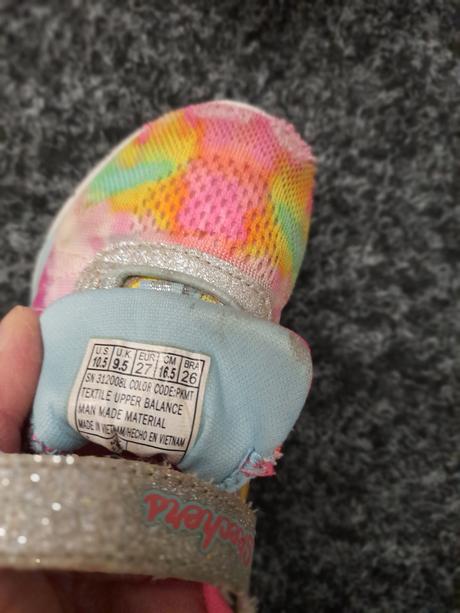 U.S U.K EUR CM BRA
10.5 9.5 27 16.5 26
SN 312008L COLOR CODE:PKMT
TEXTILE UPPER BALANCE
MAN MADE MATERIAL
MADE IN VIETNAM/HECHO EN VIETNAM
Skechers